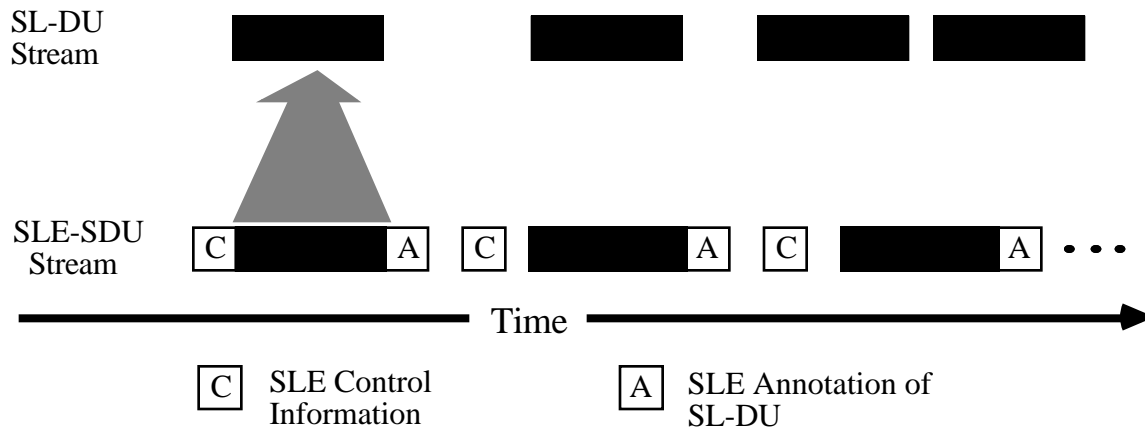 SL-DU
Stream
SLE-SDU
Stream
C
A
C
A
C
A
Time
C
SLE Control
Information
A
SLE Annotation of
SL-DU